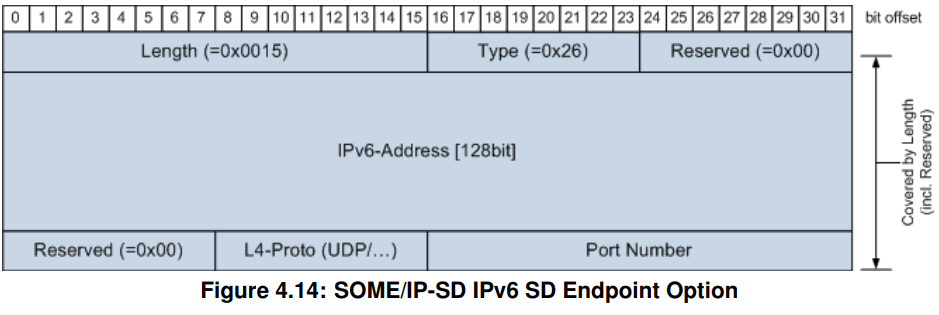 0 1 2 3 4 5 6 7 8 9 10 11 12 13 14 15 16 17 18 19 20 21 22 23 24 25 26 27 28 29 30 31 bit offset
Length (=0x0015) Type (=0x26) Reserved (=0x00)
IPv6-Address [128bit]
Covered by Length
(incl. Reserved)
Reserved (=0x00) L4-Proto (UDP/...) Port Number
Figure 4.14: SOME/IP-SD IPv6 SD Endpoint Option